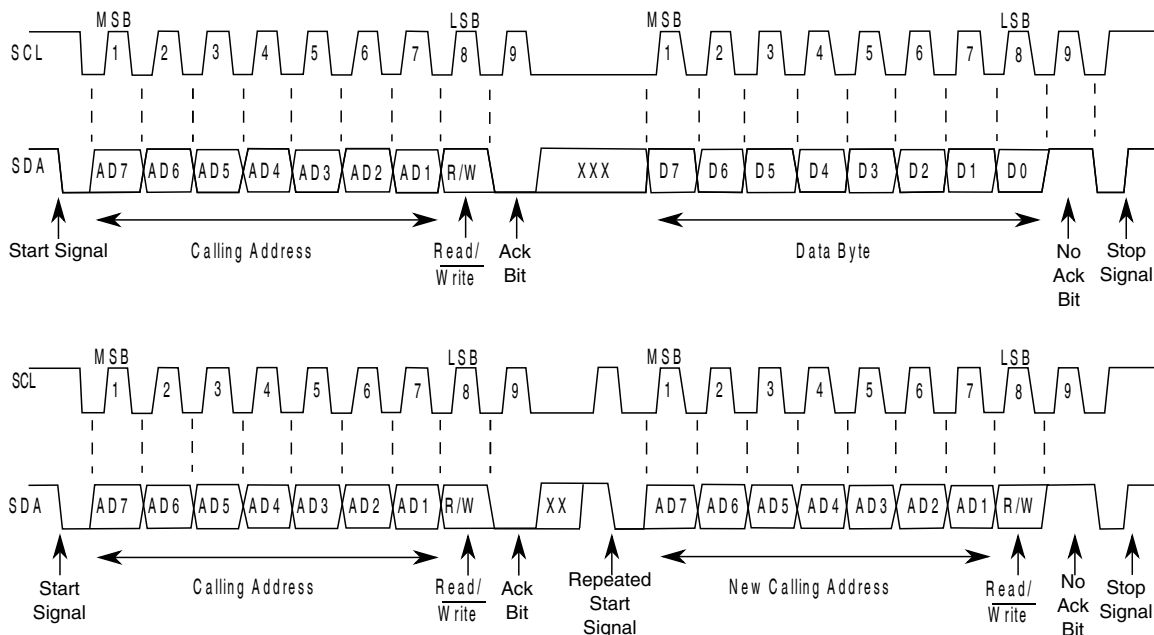 MSB LSB MSB LSB
SCL 1 2 3 4 5 6 7 8 9 1 2 3 4 5 6 7 8 9
SDA AD7 AD6 AD5 AD4 AD3 AD2 AD1 R/W XXX D7 D6 D5 D4 D3 D2 D1 D0
Start Signal Calling Address Read/ Ack Data Byte No Stop
Write Bit Ack Signal
Bit
MSB LSB MSB LSB
SCL 1 2 3 4 5 6 7 8 9 1 2 3 4 5 6 7 8 9
SDA AD7 AD6 AD5 AD4 AD3 AD2 AD1 R/W XX AD7 AD6 AD5 AD4 AD3 AD2 AD1 R/W
Start Calling Address Read/ Ack Repeated New Calling Address Read/ No Stop
Signal Write Bit Start Write Ack Signal
Signal Bit